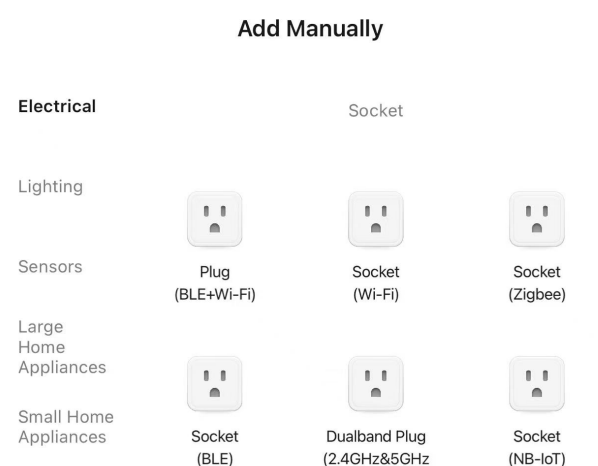 Add Manually
Electrical
Socket
Lighting
Sensors
Large
Home
Appliances
Small Home
Appliances
Plug
(BLE+Wi-Fi)
Socket
(Wi-Fi)
Socket
(Zigbee)
Socket
(BLE)
Dualband Plug
(2.4GHz&5GHz
Socket
(NB-IoT)